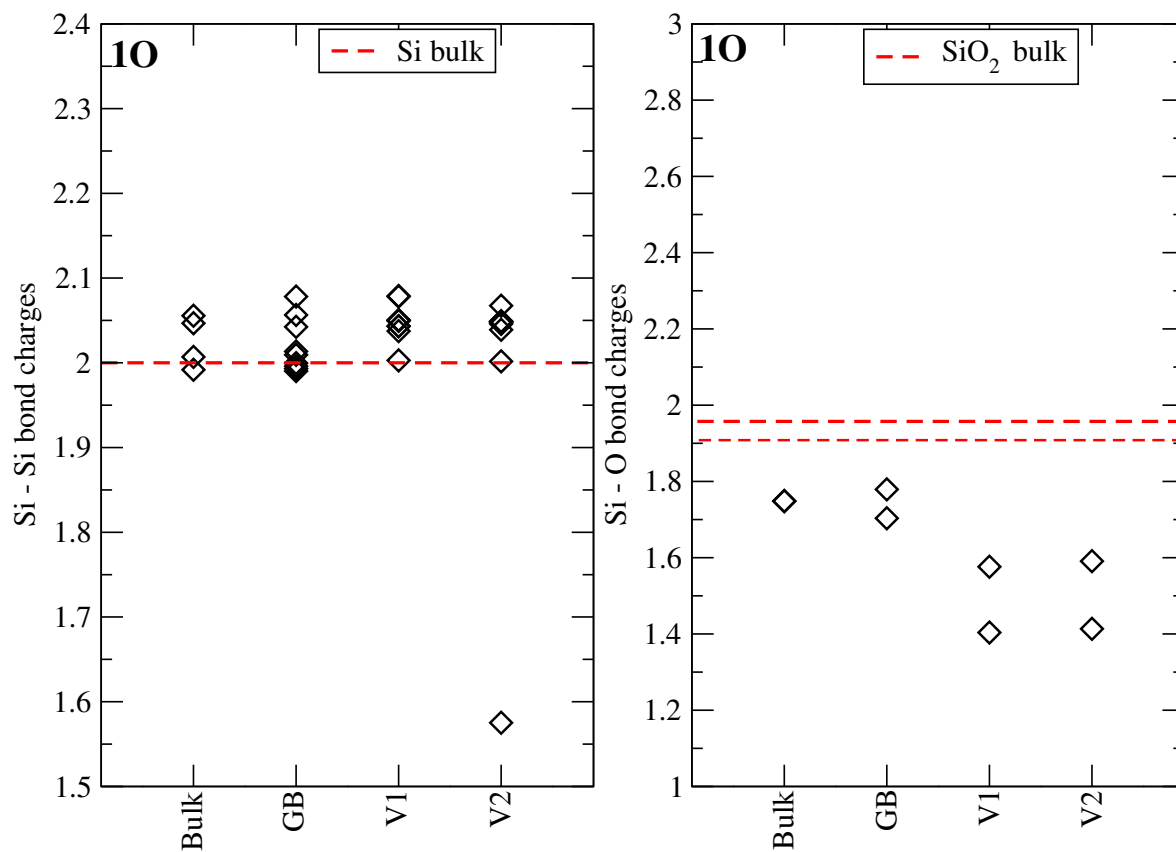 1O
Si bulk
2.4
2.3
2.2
2.1
2
1.9
1.8
1.7
1.6
1.5
Si - Si bond charges
Bulk
GB
V1
V2
1O
SiO₂ bulk
3
2.8
2.6
2.4
2.2
2
1.8
1.6
1.4
1.2
1
Si - O bond charges
Bulk
GB
V1
V2